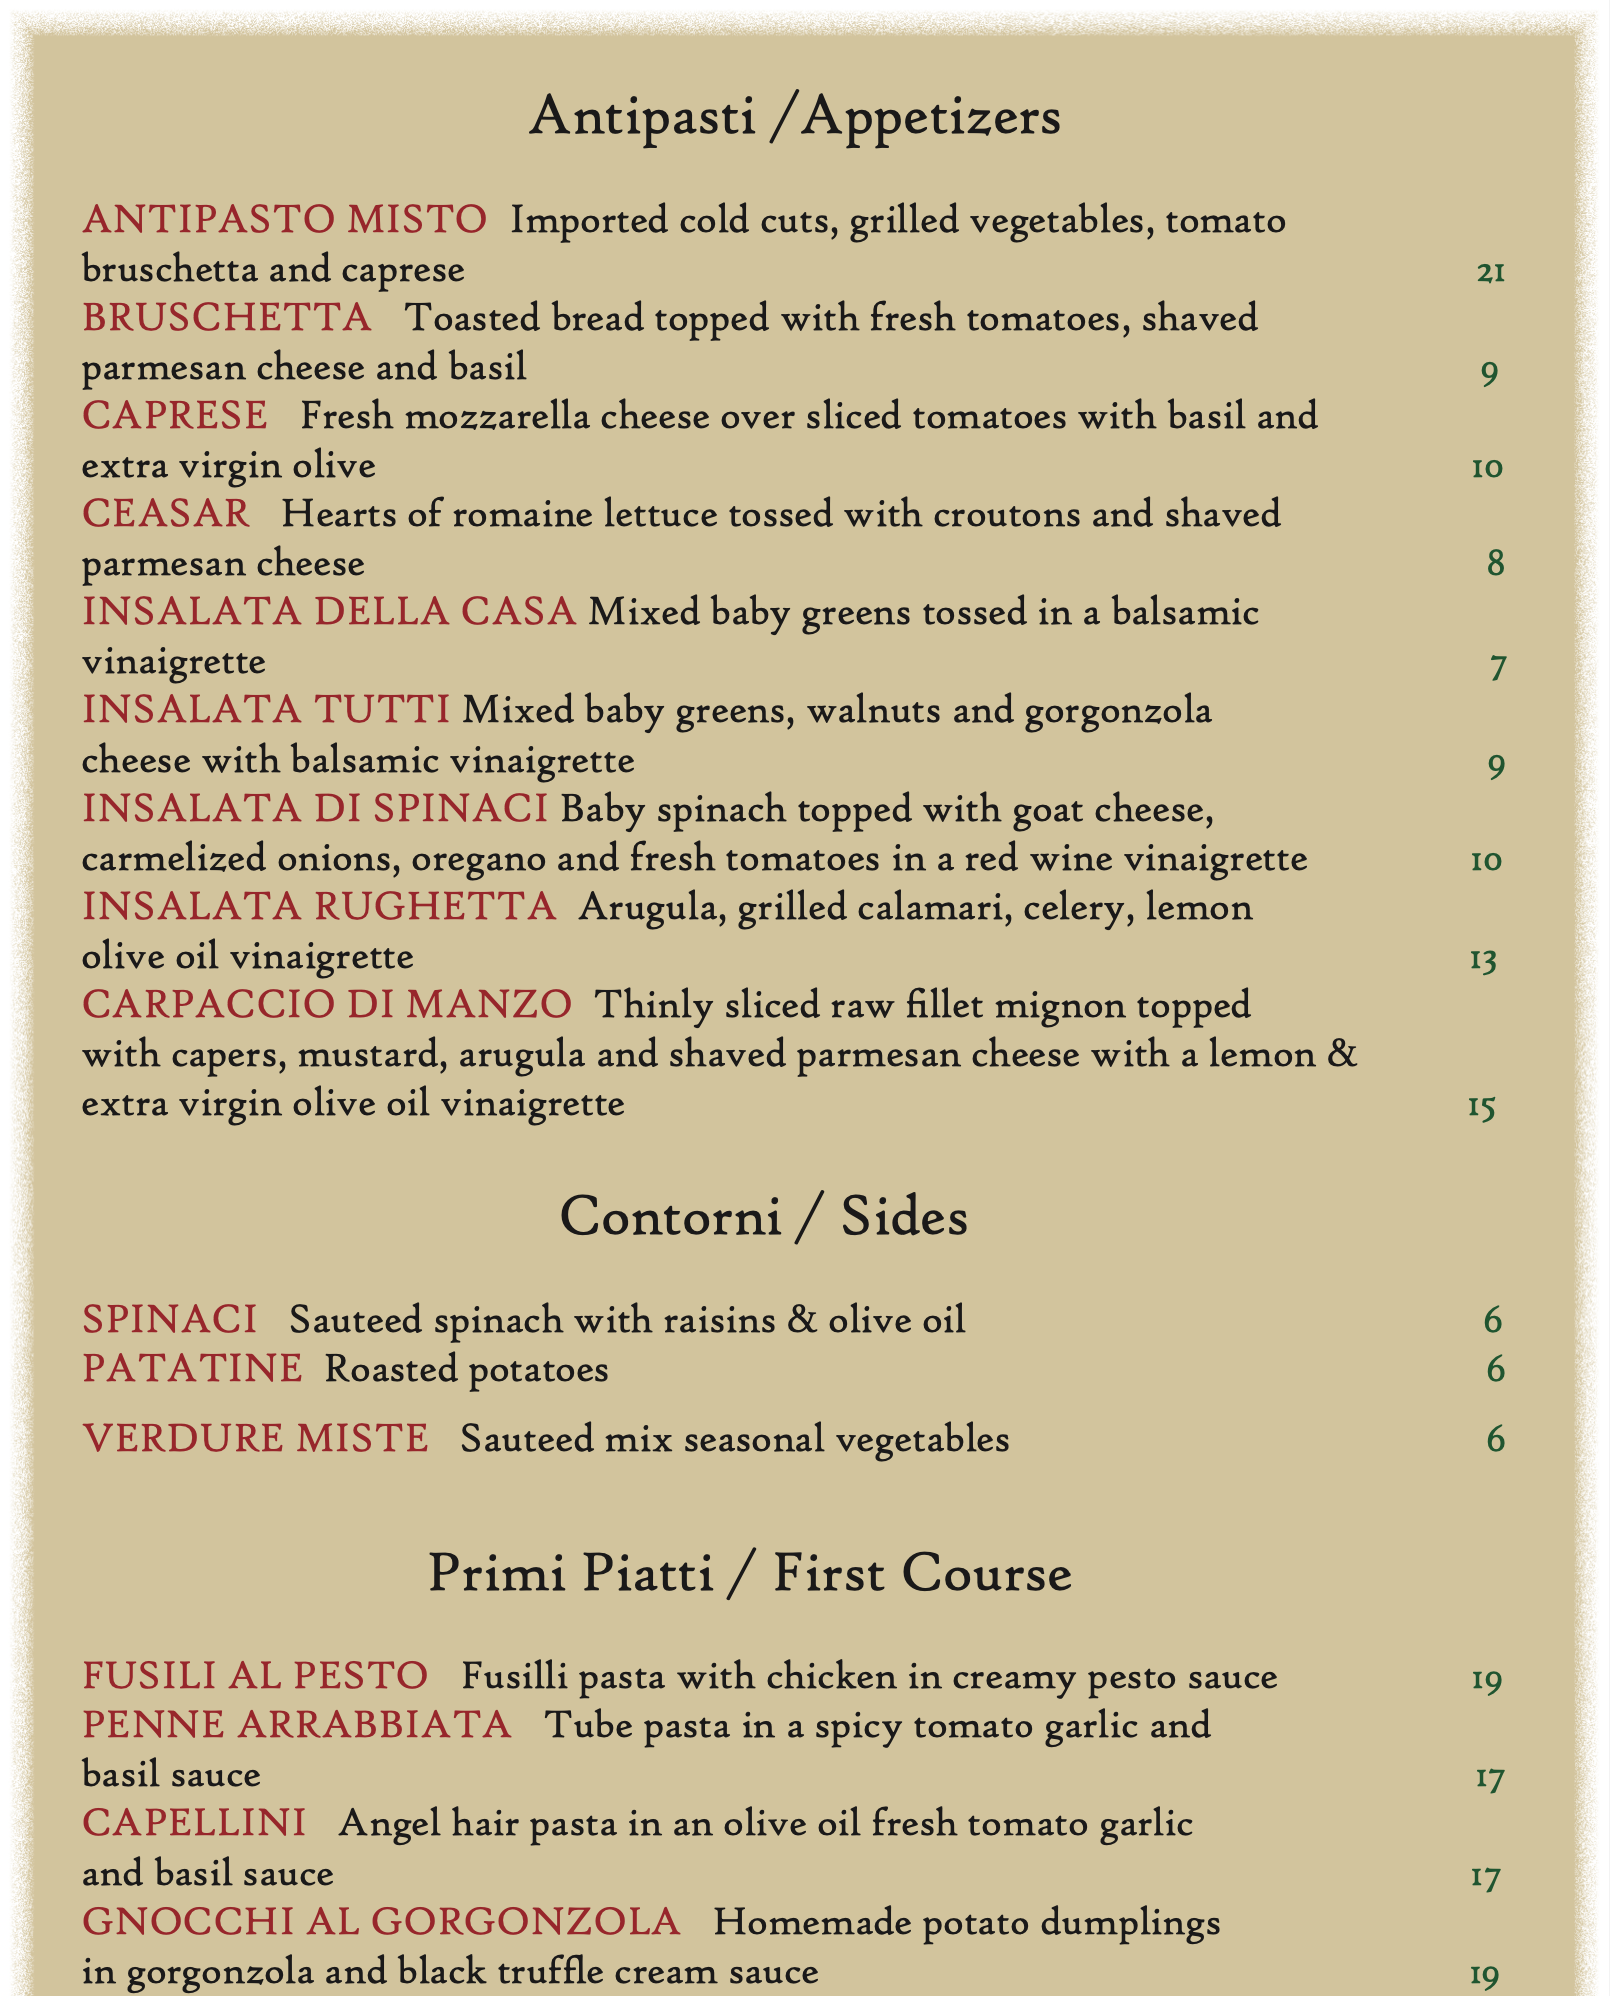 Antipasti /Appetizers
ANTIPASTO MISTO Imported cold cuts, grilled vegetables, tomato
bruschetta and caprese 21
BRUSCHETTA Toasted bread topped with fresh tomatoes, shaved
parmesan cheese and basil 9
CAPRESE Fresh mozzarella cheese over sliced tomatoes with basil and
extra virgin olive 10
CEASAR Hearts of romaine lettuce tossed with croutons and shaved
parmesan cheese 8
INSALATA DELLA CASA Mixed baby greens tossed in a balsamic
vinaigrette 7
INSALATA TUTTI Mixed baby greens, walnuts and gorgonzola
cheese with balsamic vinaigrette 9
INSALATA DI SPINACI Baby spinach topped with goat cheese,
carmelized onions, oregano and fresh tomatoes in a red wine vinaigrette 10
INSALATA RUGHETTA Arugula, grilled calamari, celery, lemon
olive oil vinaigrette 13
CARPACCIO DI MANZO Thinly sliced raw fillet mignon topped
with capers, mustard, arugula and shaved parmesan cheese with a lemon &
extra virgin olive oil vinaigrette 15
Contorni / Sides
SPINACI Sauteed spinach with raisins & olive oil 6
PATATINE Roasted potatoes 6
VERDURE MISTE Sauteed mix seasonal vegetables 6
Primi Piatti / First Course
FUSILI AL PESTO Fusilli pasta with chicken in creamy pesto sauce 19
PENNE ARRABBIATA Tube pasta in a spicy tomato garlic and
basil sauce 17
CAPELLINI Angel hair pasta in an olive oil fresh tomato garlic
and basil sauce 17
GNOCCHI AL GORGONZOLA Homemade potato dumplings
in gorgonzola and black truffle cream sauce 19